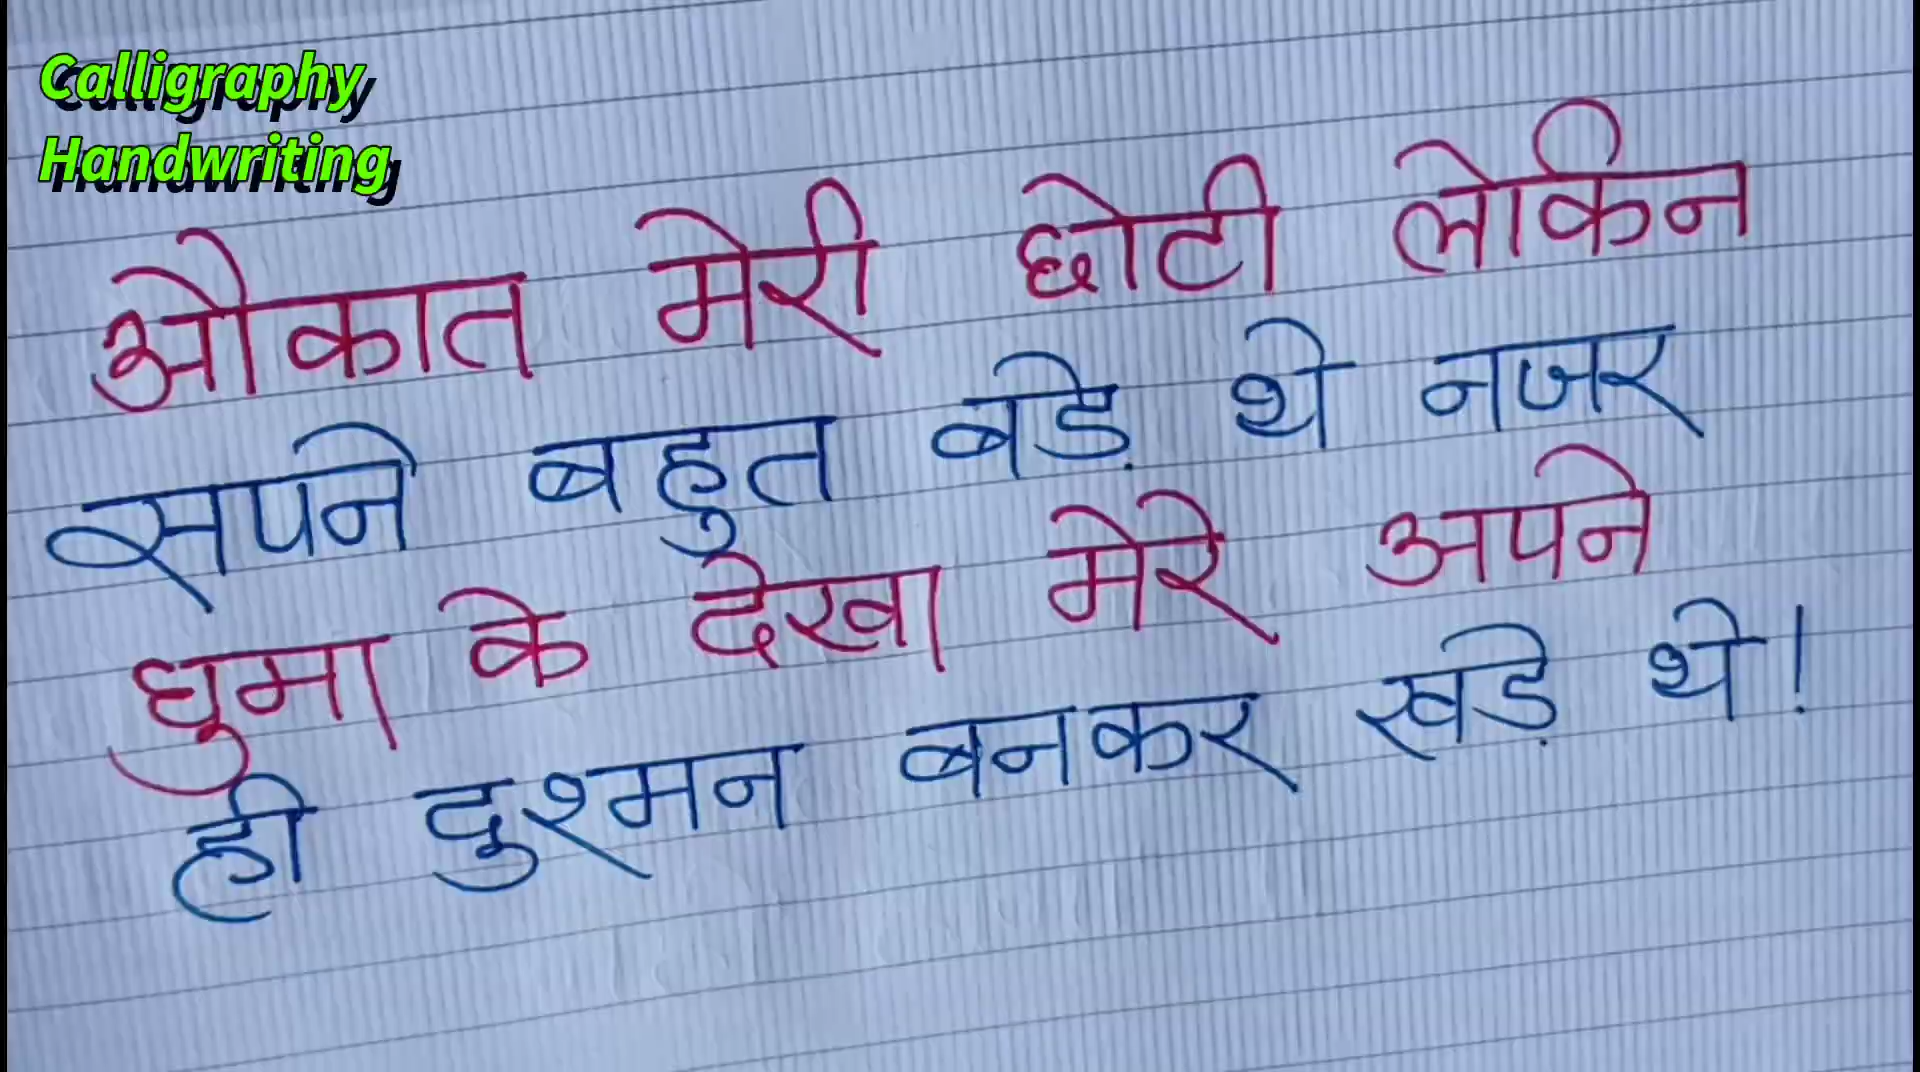 Calligraphy
Handwriting
औकात मेरी छोटी लेकिन
सपने बहुत बड़े थे नजर
घुमा के देखा मेरे अपने
ही दुश्मन बनकर खड़े थे!